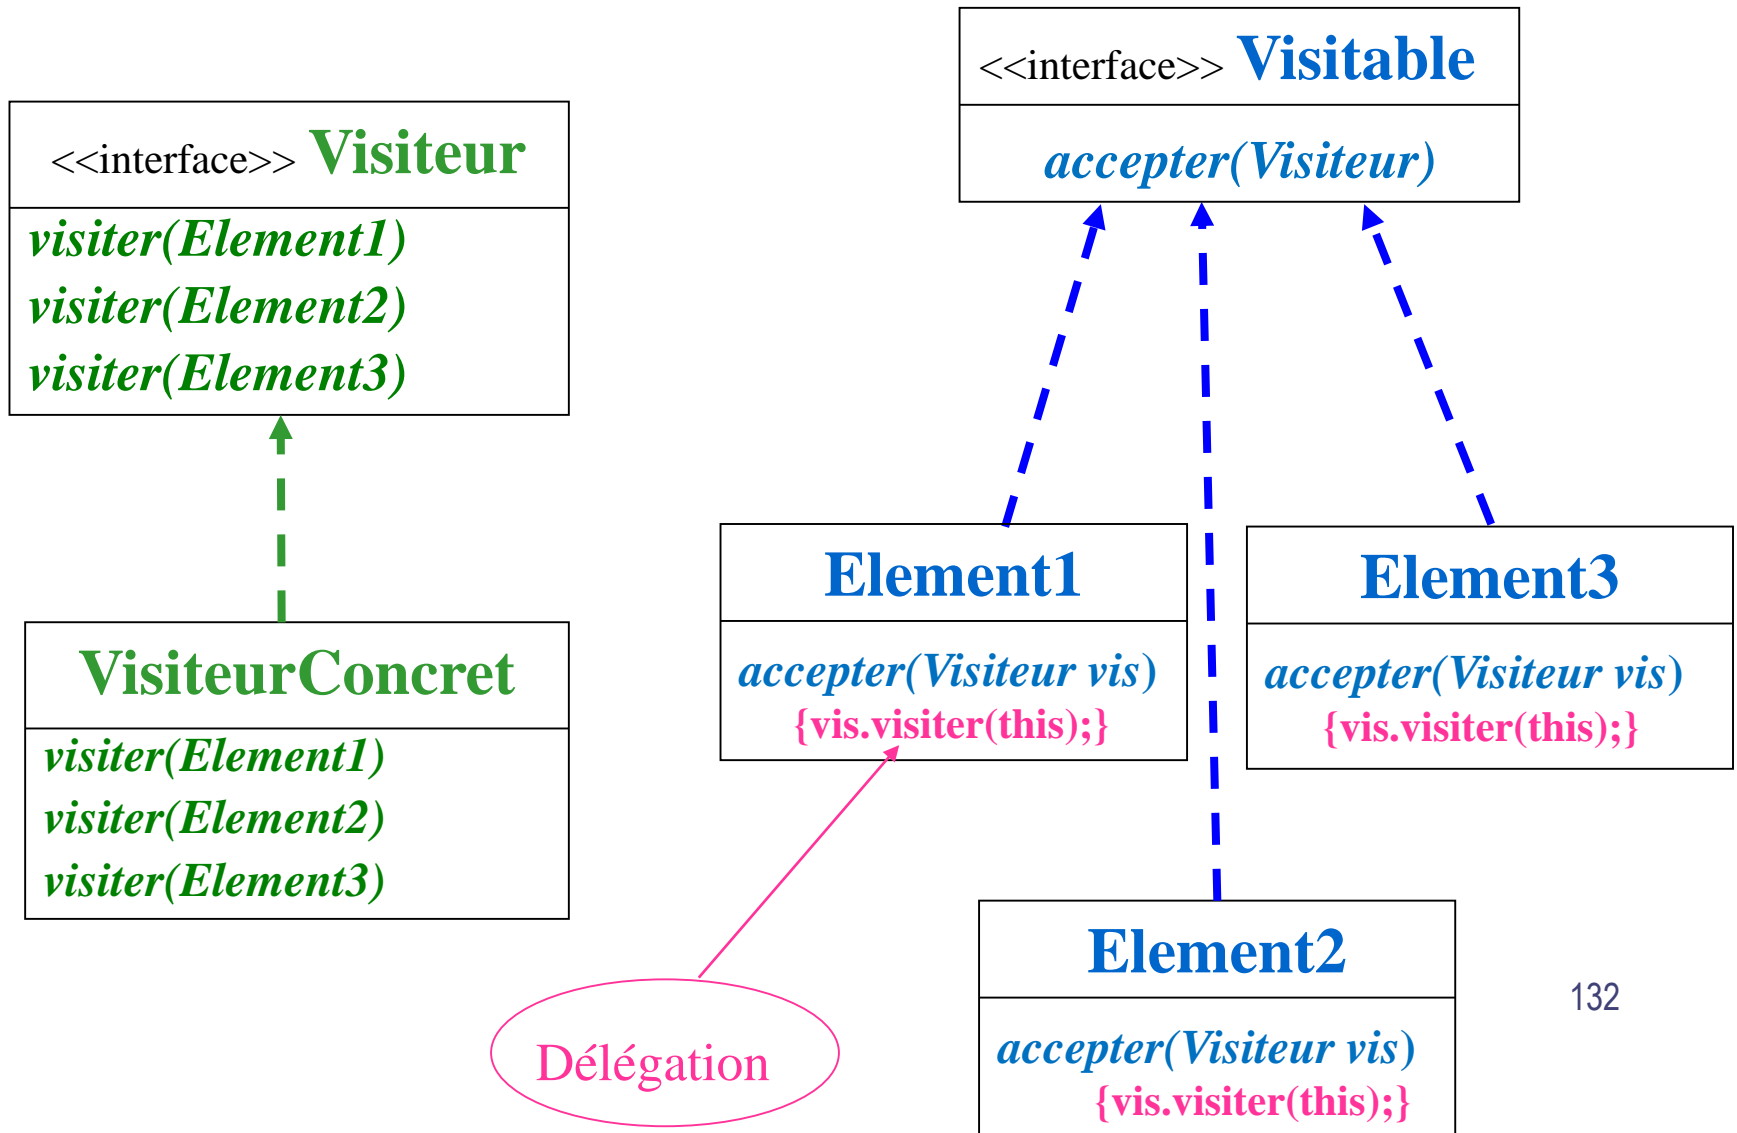 <<interface>> Visiteur
visiter(Element1)
visiter(Element2)
visiter(Element3)
VisiteurConcret
visiter(Element1)
visiter(Element2)
visiter(Element3)
<<interface>> Visitable
accepter(Visiteur)
Element1
accepter(Visiteur vis)
{vis.visiter(this);}
Element3
accepter(Visiteur vis)
{vis.visiter(this);}
Element2
accepter(Visiteur vis)
{vis.visiter(this);}
Délégation
132